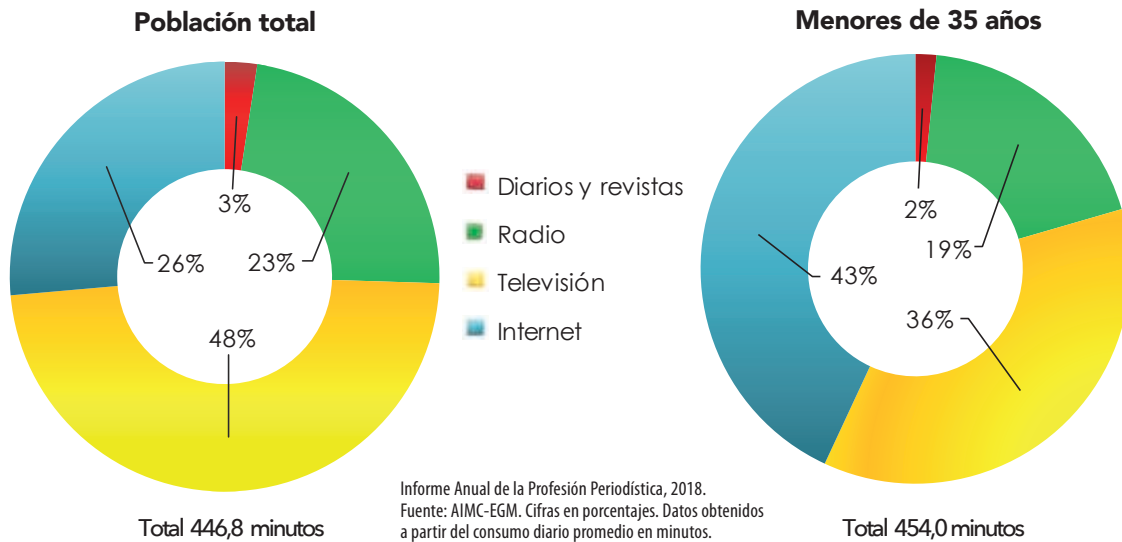 Población total
Menores de 35 años
3%
26%
23%
48%
Diarios y revistas
Radio
Televisión
Internet
2%
19%
43%
36%
Informe Anual de la Profesión Periodística, 2018.
Fuente: AIMC-EGM. Cifras en porcentajes. Datos obtenidos
a partir del consumo diario promedio en minutos.
Total 446,8 minutos
Total 454,0 minutos